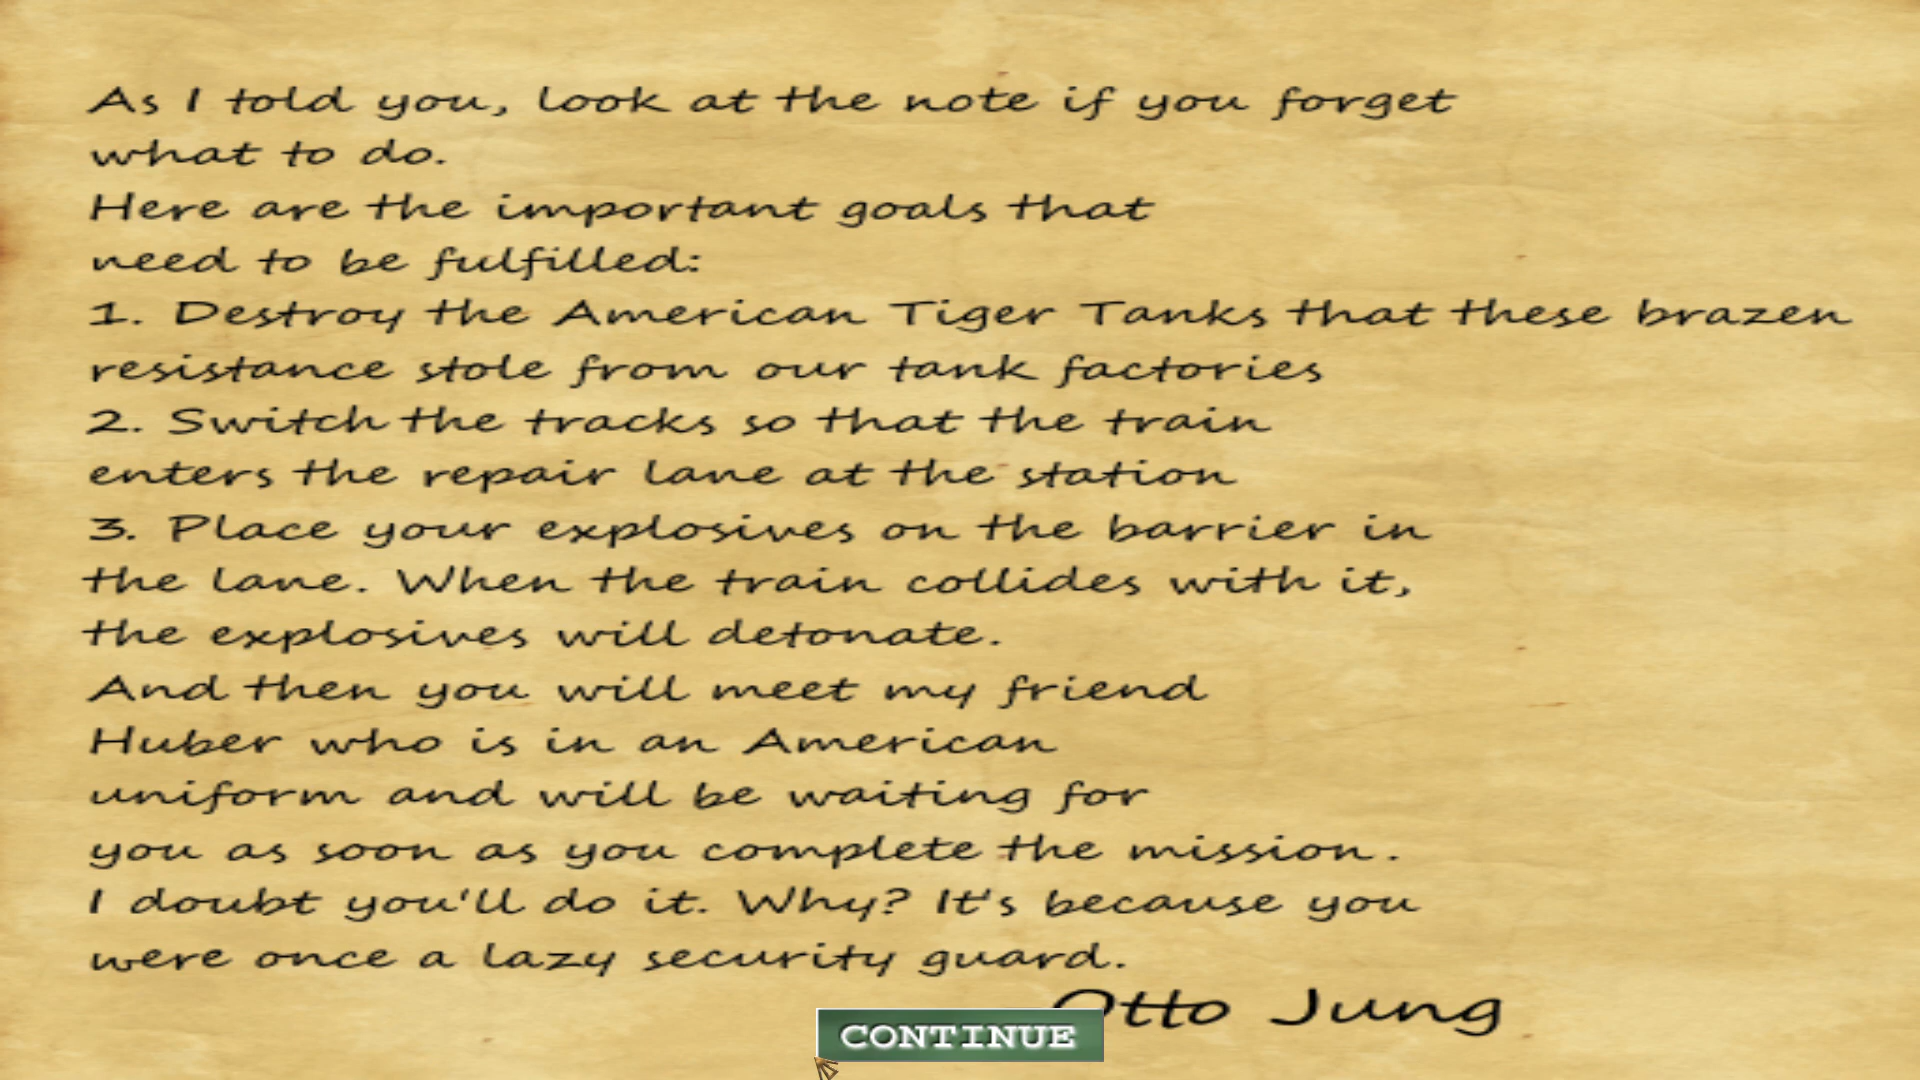 As I told you, look at the note if you forget
what to do.
Here are the important goals that
need to be fulfilled:
1. Destroy the American Tiger Tanks that these brazen
resistance stole from our tank factories
2. Switch the tracks so that the train
enters the repair lane at the station
3. Place your explosives on the barrier in
the lane. When the train collides with it,
the explosives will detonate.
And then you will meet my friend
Huber who is in an American
uniform and will be waiting for
you as soon as you complete the mission.
I doubt you'll do it. Why? It's because you
were once a lazy security guard.
Otto Jung
CONTINUE